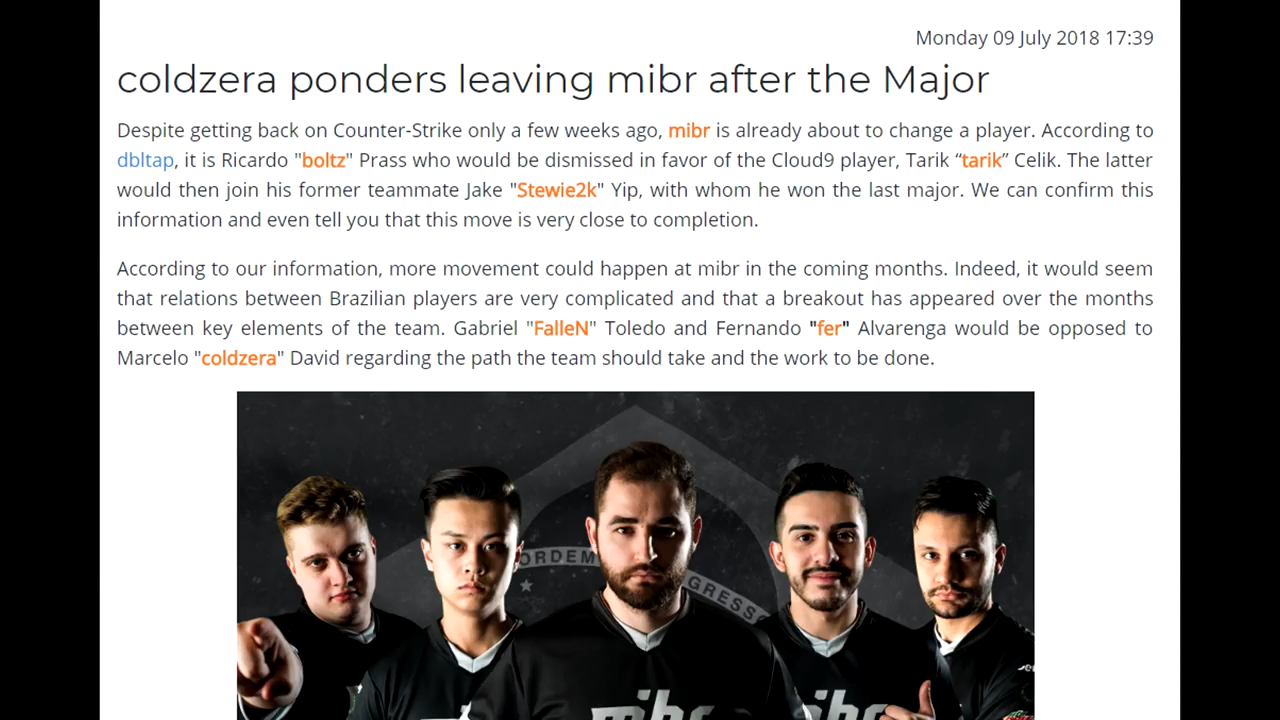 Monday 09 July 2018 17:39
coldzera ponders leaving mibr after the Major
Despite getting back on Counter-Strike only a few weeks ago, mibr is already about to change a player. According to
dbltap, it is Ricardo "boltz" Prass who would be dismissed in favor of the Cloud9 player, Tarik “tarik” Celik. The latter
would then join his former teammate Jake "Stewie2k" Yip, with whom he won the last major. We can confirm this
information and even tell you that this move is very close to completion.
According to our information, more movement could happen at mibr in the coming months. Indeed, it would seem
that relations between Brazilian players are very complicated and that a breakout has appeared over the months
between key elements of the team. Gabriel "FalleN" Toledo and Fernando "fer" Alvarenga would be opposed to
Marcelo "coldzera" David regarding the path the team should take and the work to be done.
ORDEM
GRESSO
mibr
mibr